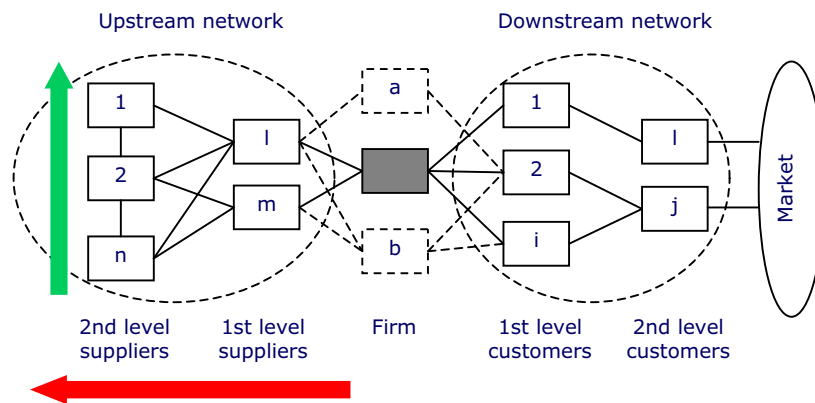 Upstream network
Downstream network
a
1
1
l
l
2
2
m
j
n
b
i
Market
2nd level
suppliers
1st level
suppliers
Firm
1st level
customers
2nd level
customers